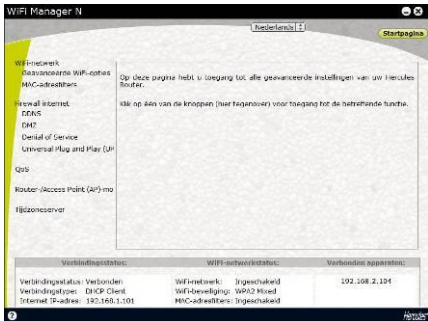 WiFi Manager N
Nederlands
Startpagina
WiFi-netwerk
Geavanceerde WiFi-opties
MAC-adresfilters
Firewall internet
DDNS
DMZ
Denial of Service
Universal Plug and Play (UP
QoS
Router-/Access Point (AP)-mo
Tijdzoneserver
Op deze pagina hebt u toegang tot alle geavanceerde instellingen van uw Hercules
Router.
Klik op één van de knoppen (hier tegenover) voor toegang tot de betreffende functie.
Verbindingsstatus:
Verbindingsstatus: Verbonden
Verbindingstype: DHCP Client
Internet IP-adres: 192.168.1.101
WiFi-netwerkstatus:
WiFi-netwerk: Ingeschakeld
WiFi-beveiliging: WPA2 Mixed
MAC-adresfilters: Ingeschakeld
Verbonden apparaten:
192.168.2.104
Hercules